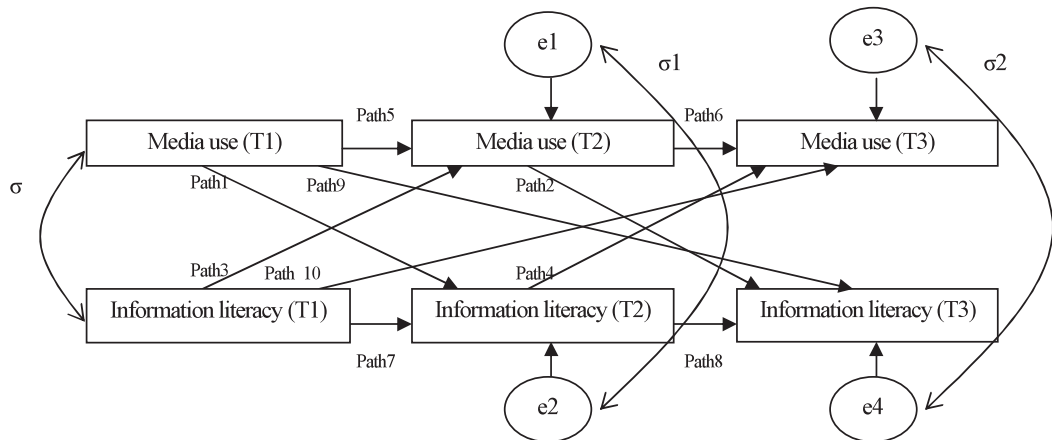 e1
e3
σ1
σ2
Path5
Path6
Media use (T1)
Media use (T2)
Media use (T3)
Path1
Path9
Path2
σ
Path3
Path 10
Path4
Information literacy (T1)
Information literacy (T2)
Information literacy (T3)
Path7
Path8
e2
e4